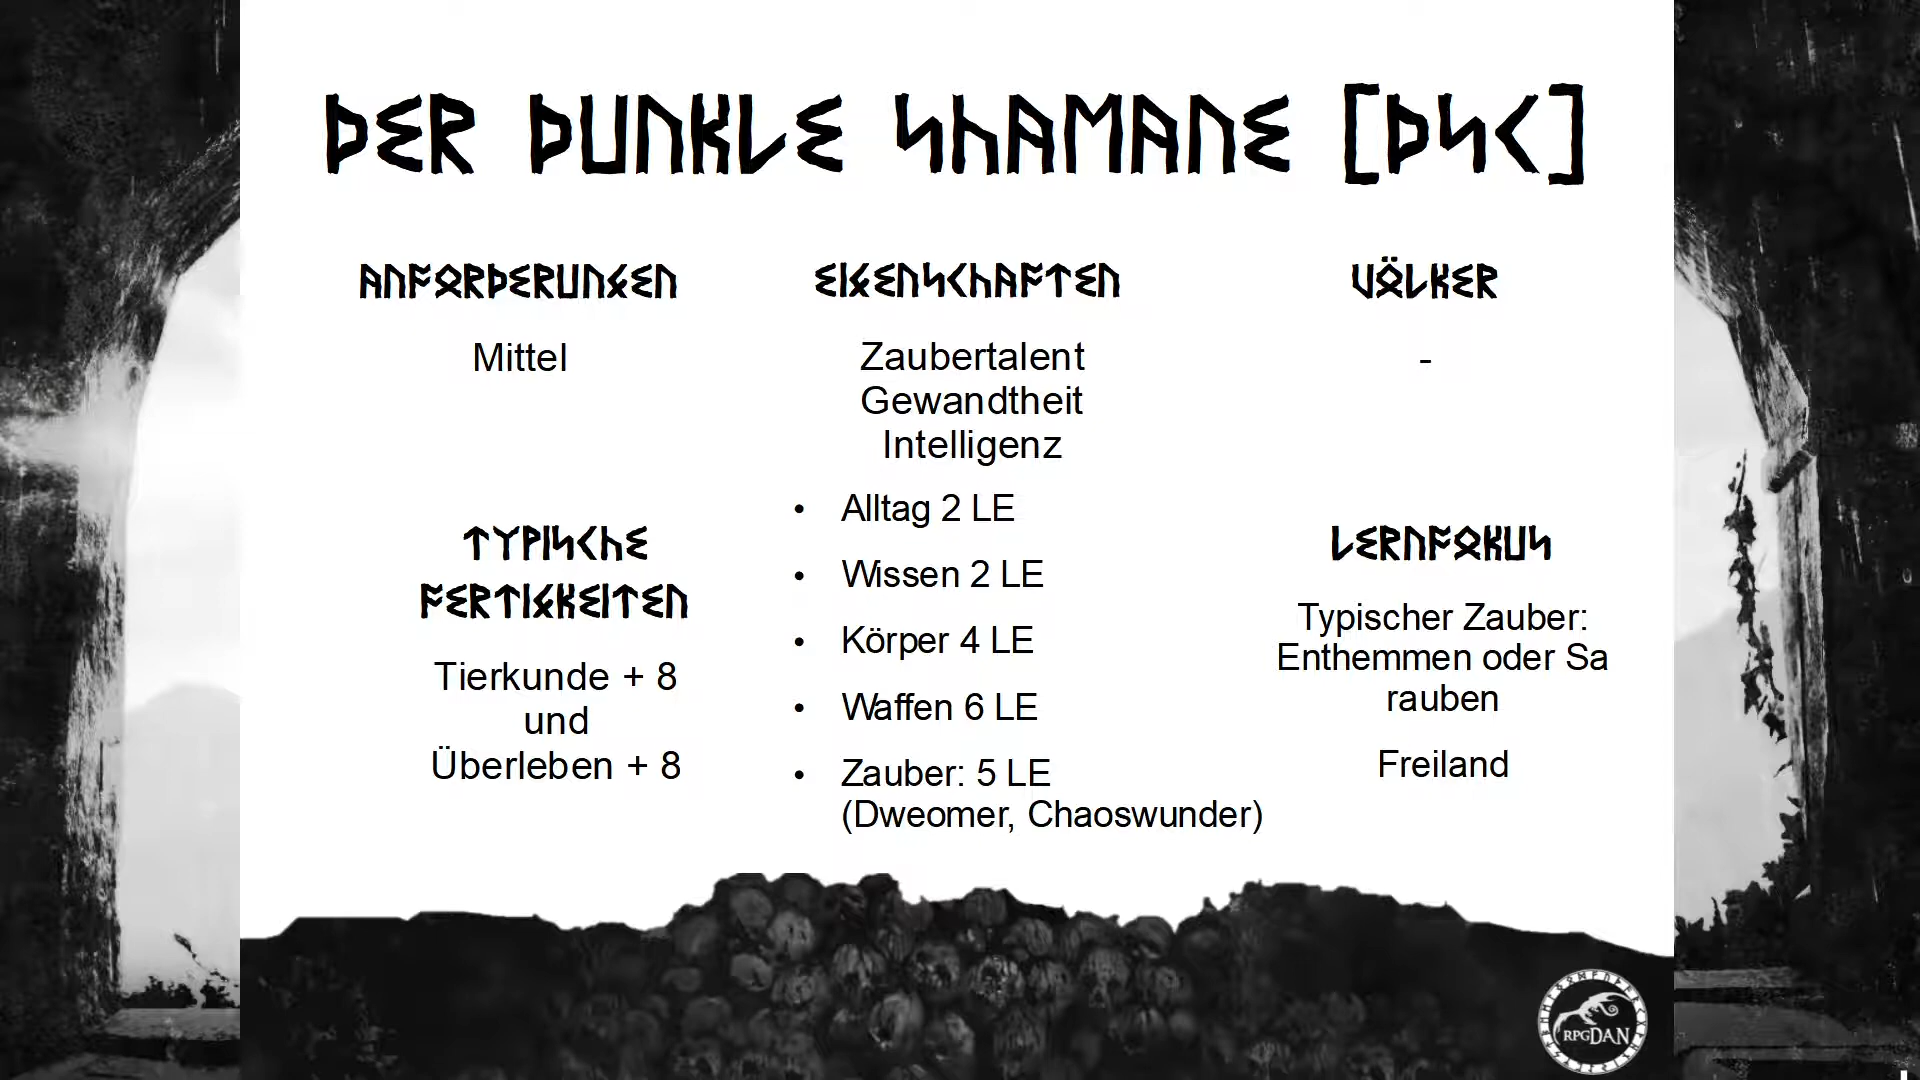 DER DUNKLE SHAMANE [DSC]
ANFORDERUNGEN
Mittel
EIGENSCHAFTEN
Zaubertalent
Gewandtheit
Intelligenz
VÖLKER
-
TYPISCHE
FERTIGKEITEN
Tierkunde + 8
und
Überleben + 8
• Alltag 2 LE
• Wissen 2 LE
• Körper 4 LE
• Waffen 6 LE
• Zauber: 5 LE
(Dweomer, Chaoswunder)
LERNFOKUS
Typischer Zauber:
Enthemmen oder Sa
rauben
Freiland
RPGDAN